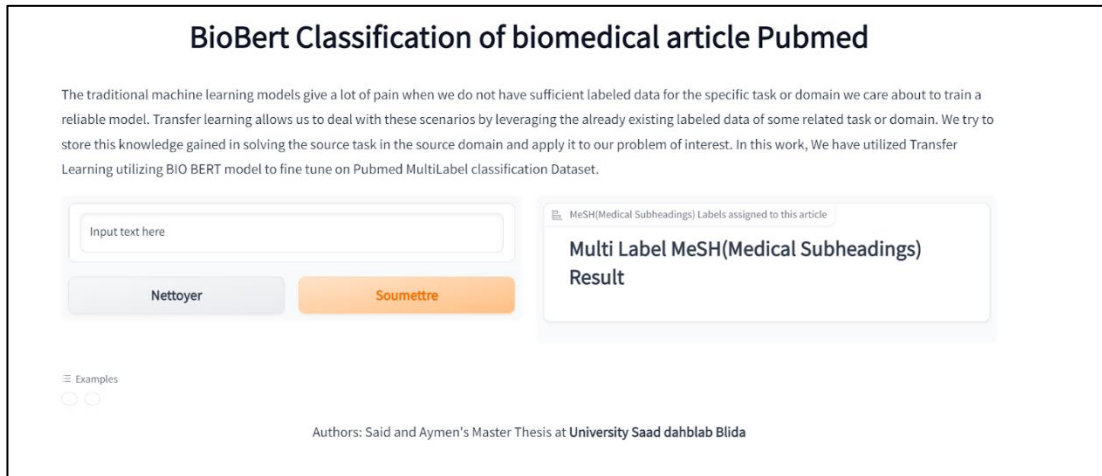 BioBert Classification of biomedical article Pubmed
The traditional machine learning models give a lot of pain when we do not have sufficient labeled data for the specific task or domain we care about to train a
reliable model. Transfer learning allows us to deal with these scenarios by leveraging the already existing labeled data of some related task or domain. We try to
store this knowledge gained in solving the source task in the source domain and apply it to our problem of interest. In this work, We have utilized Transfer
Learning utilizing BIO BERT model to fine tune on Pubmed MultiLabel classification Dataset.
Input text here
Nettoyer
Soumettre
MeSH(Medical Subheadings) Labels assigned to this article
Multi Label MeSH(Medical Subheadings)
Result
Examples
Authors: Said and Aymen's Master Thesis at University Saad dahblab Blida